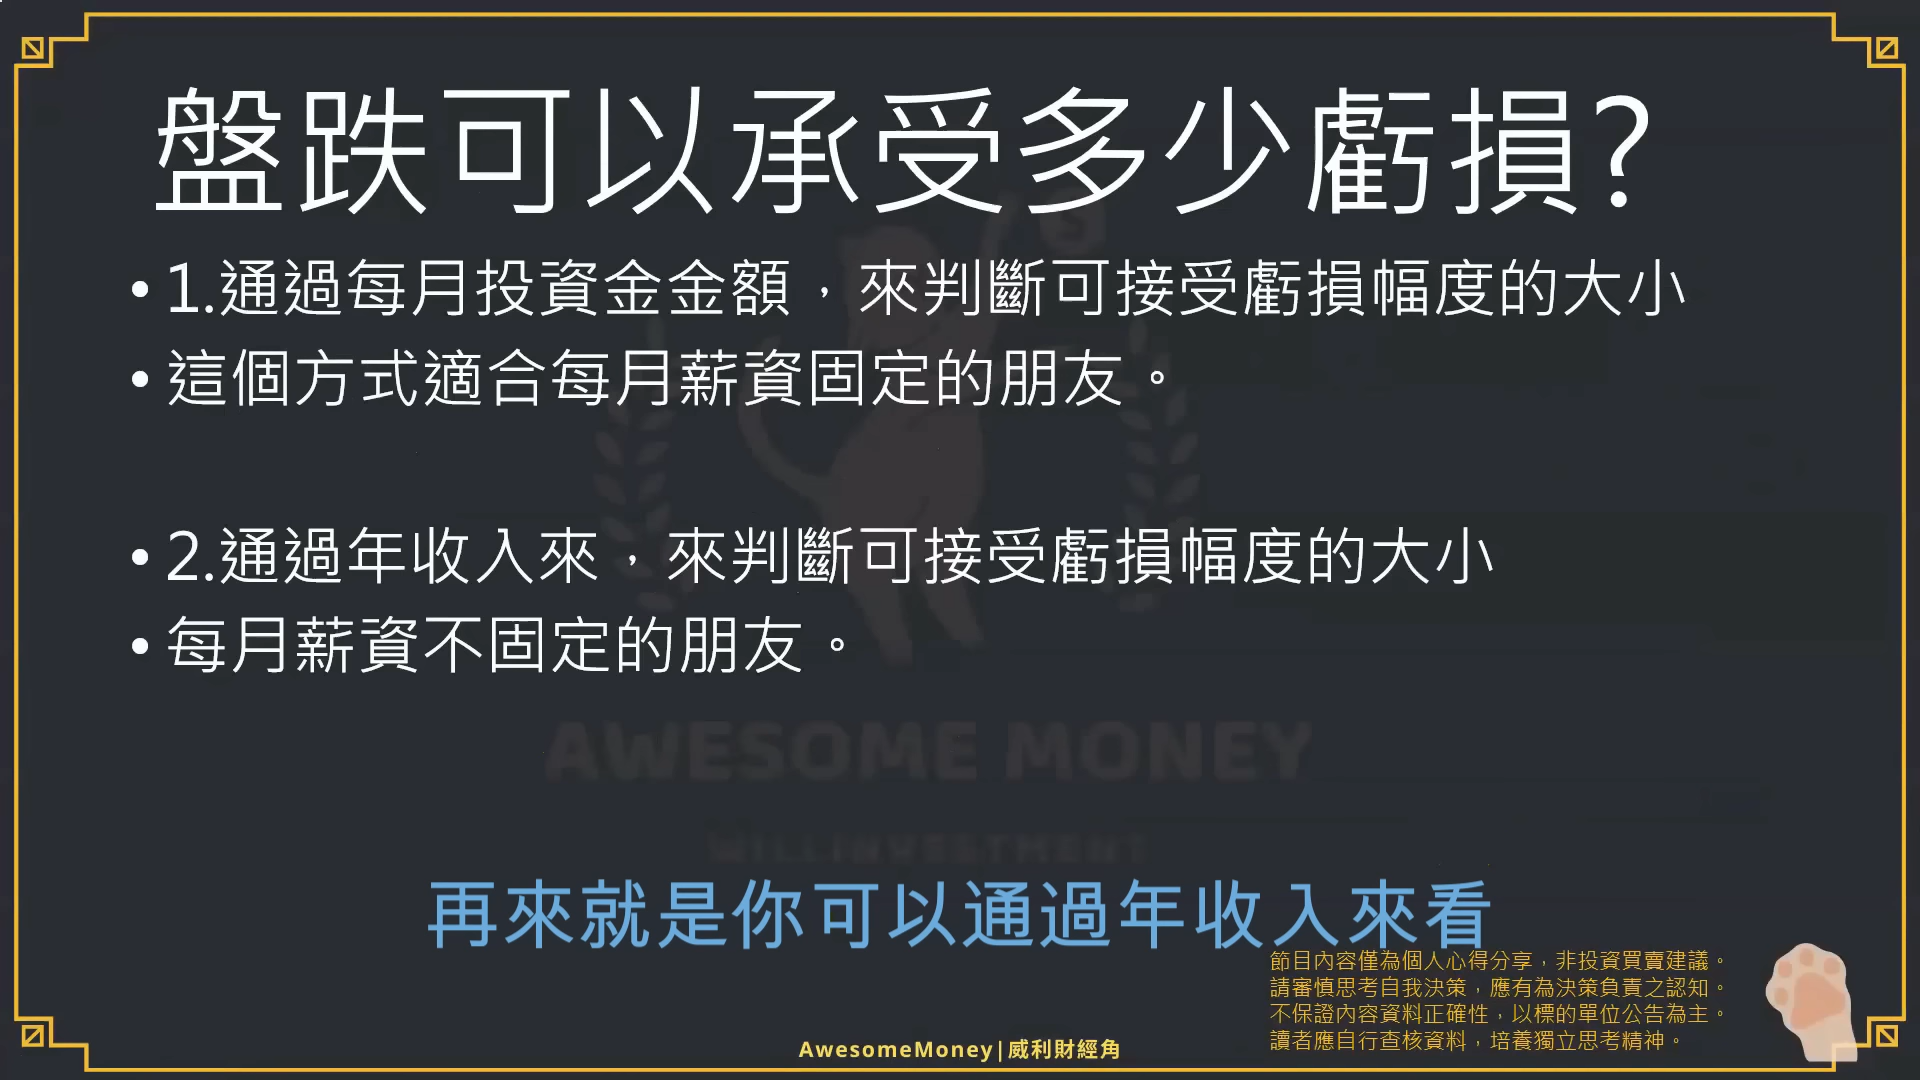 盤跌可以承受多少虧損?
• 1.通過每月投資金金額，來判斷可接受虧損幅度的大小
• 這個方式適合每月薪資固定的朋友。
• 2.通過年收入來，來判斷可接受虧損幅度的大小
• 每月薪資不固定的朋友。
AWESOME MONEY
WILLINVESTMENT
再來就是你可以通過年收入來看
節目內容僅為個人心得分享，非投資買賣建議。
請審慎思考自我決策，應有為決策負責之認知。
不保證內容資料正確性，以標的單位公告為主。
讀者應自行查核資料，培養獨立思考精神。
AwesomeMoney|威利財經角